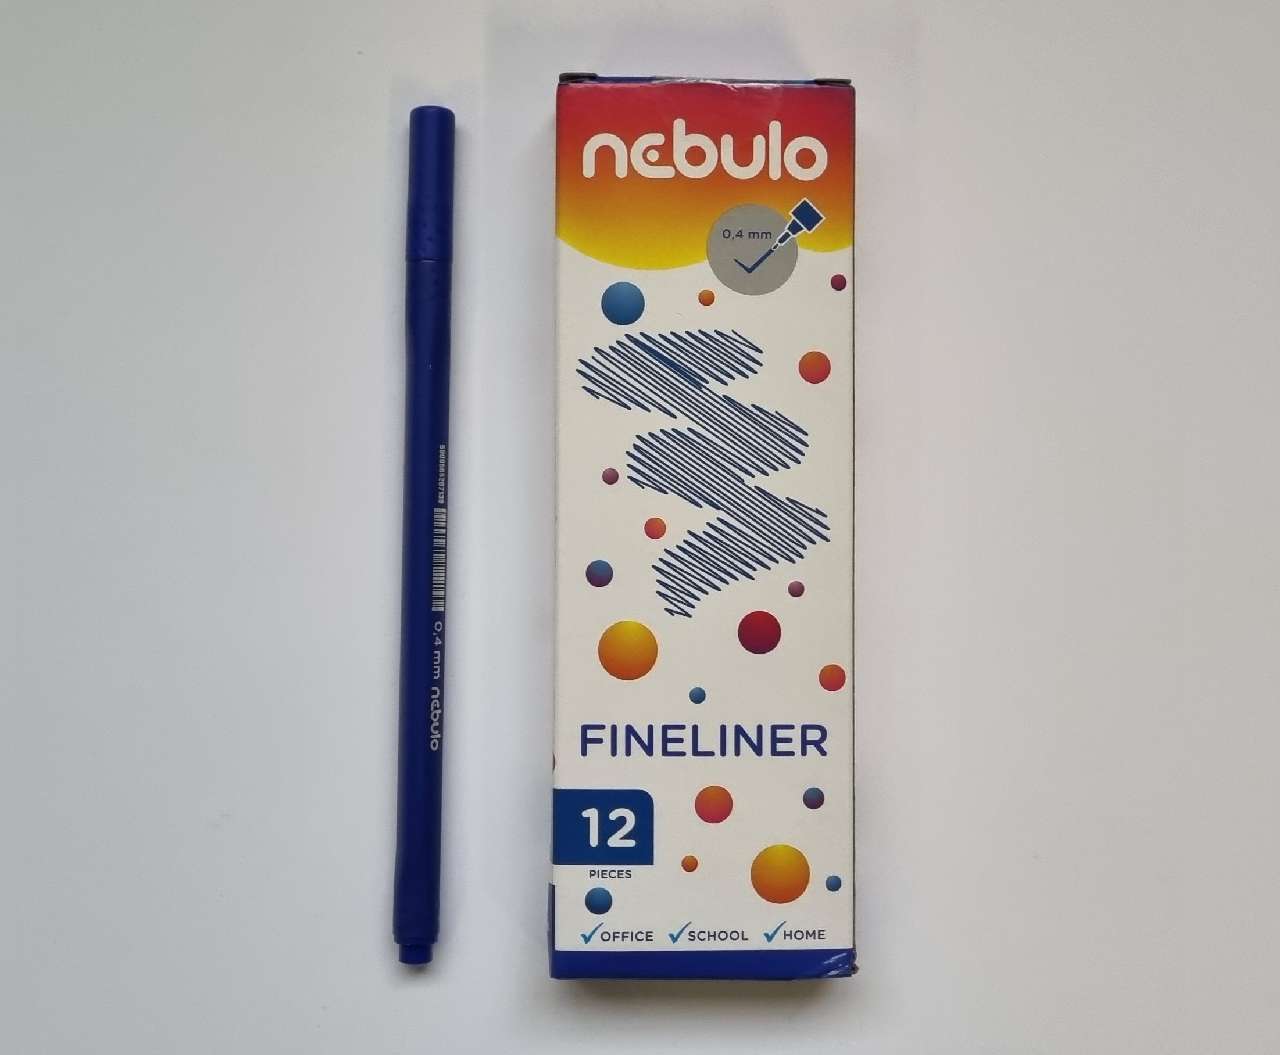 0,4 mm nebulo
nebulo
0,4 mm
FINELINER
12
PIECES
OFFICE SCHOOL HOME